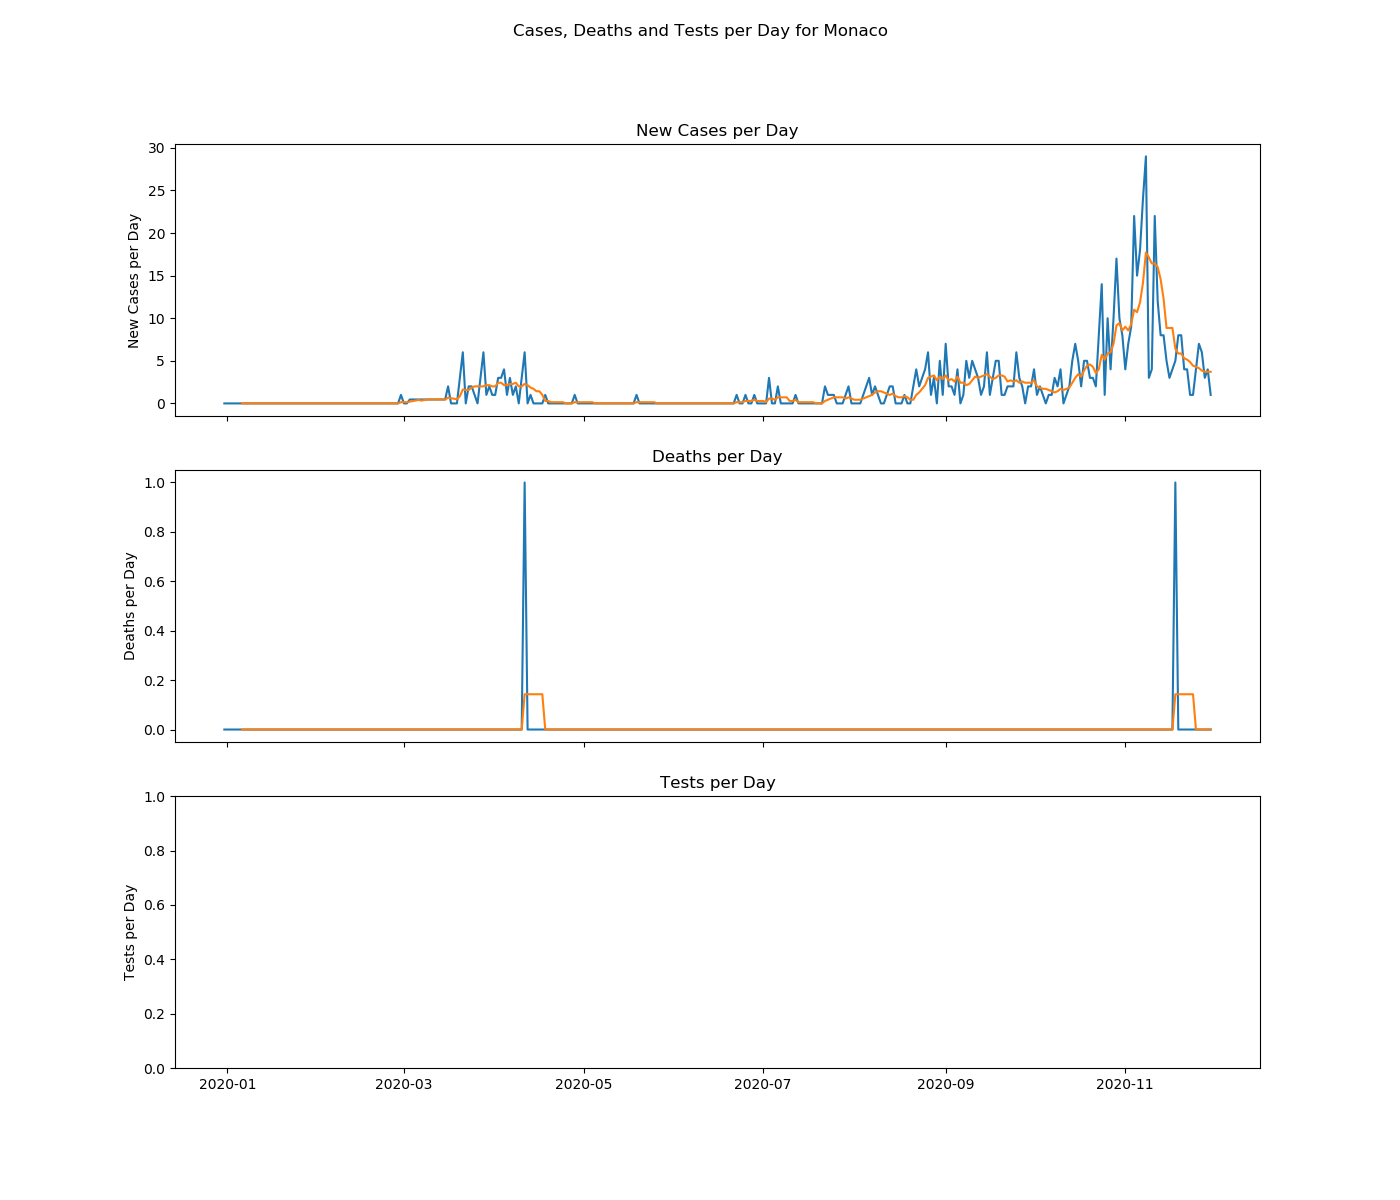 Cases, Deaths and Tests per Day for Monaco
New Cases per Day
New Cases per Day
30
25
20
15
10
5
0
Deaths per Day
Deaths per Day
1.0
0.8
0.6
0.4
0.2
0.0
Tests per Day
Tests per Day
1.0
0.8
0.6
0.4
0.2
0.0
2020-01 2020-03 2020-05 2020-07 2020-09 2020-11